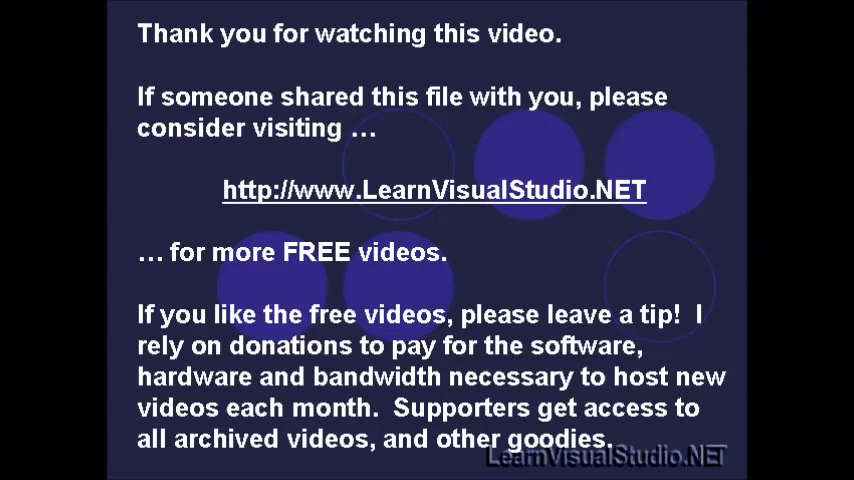 Thank you for watching this video.
If someone shared this file with you, please
consider visiting …
http://www.LearnVisualStudio.NET
… for more FREE videos.
If you like the free videos, please leave a tip!  I
rely on donations to pay for the software,
hardware and bandwidth necessary to host new
videos each month.  Supporters get access to
all archived videos, and other goodies.
LearnVisualStudio.NET